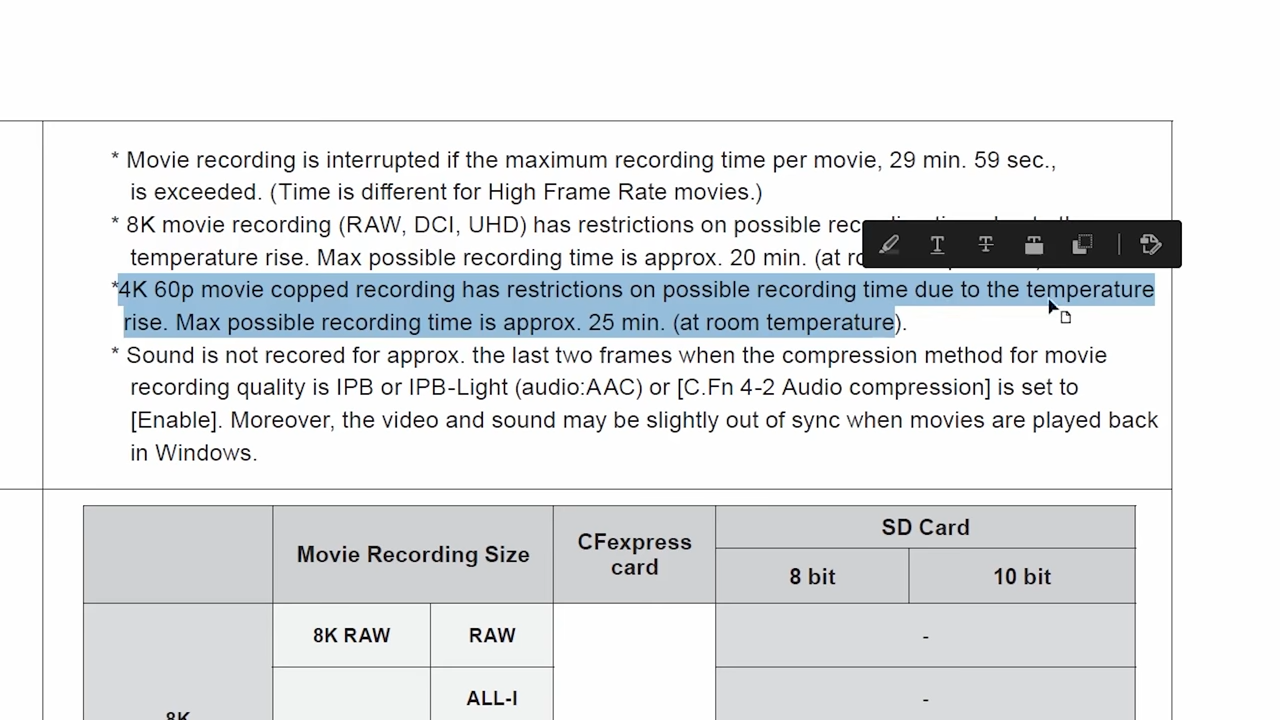 * Movie recording is interrupted if the maximum recording time per movie, 29 min. 59 sec.,
is exceeded. (Time is different for High Frame Rate movies.)
* 8K movie recording (RAW, DCI, UHD) has restrictions on possible
temperature rise. Max possible recording time is approx. 20 min. (at
*4K 60p movie copped recording has restrictions on possible recording time due to the temperature
rise. Max possible recording time is approx. 25 min. (at room temperature).
* Sound is not recored for approx. the last two frames when the compression method for movie
recording quality is IPB or IPB-Light (audio:AAC) or [C.Fn 4-2 Audio compression] is set to
[Enable]. Moreover, the video and sound may be slightly out of sync when movies are played back
in Windows.
Movie Recording Size
CFexpress
card
SD Card
8 bit
10 bit
8K RAW
RAW
-
ALL-I
-
8K